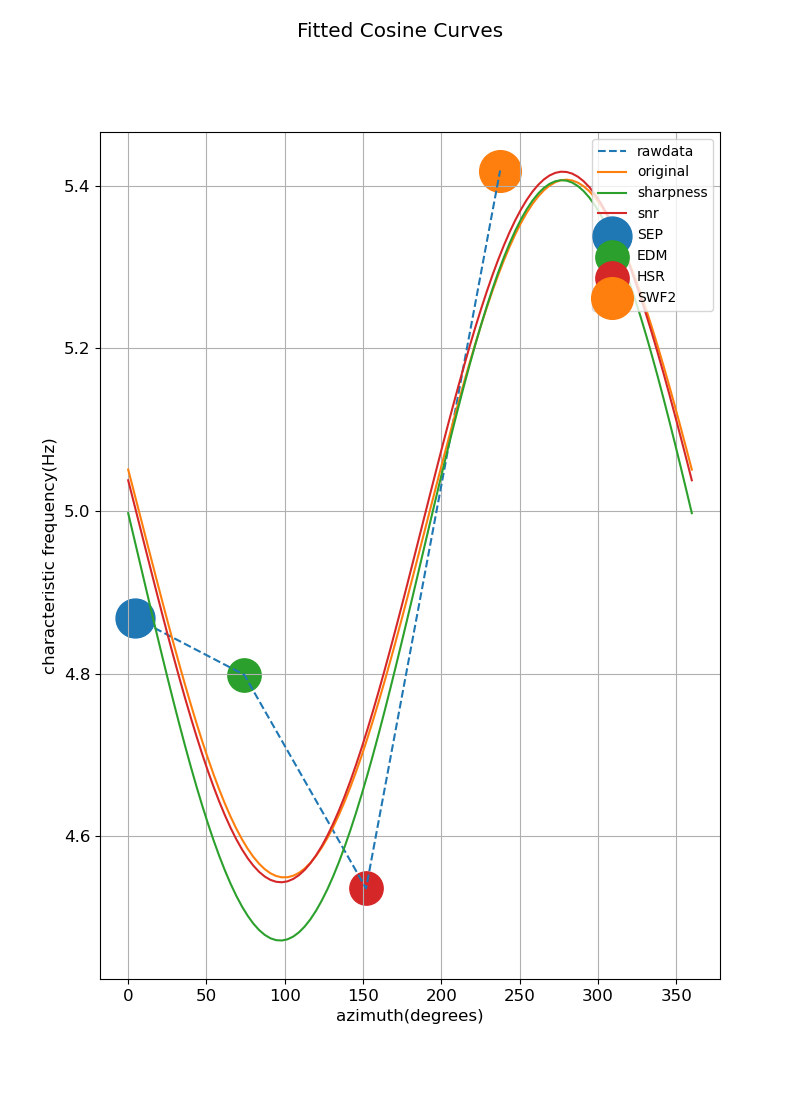 Fitted Cosine Curves
rawdata
original
sharpness
snr
SEP
EDM
HSR
SWF2
characteristic frequency(Hz)
5.4
5.2
5.0
4.8
4.6
0 50 100 150 200 250 300 350
azimuth(degrees)